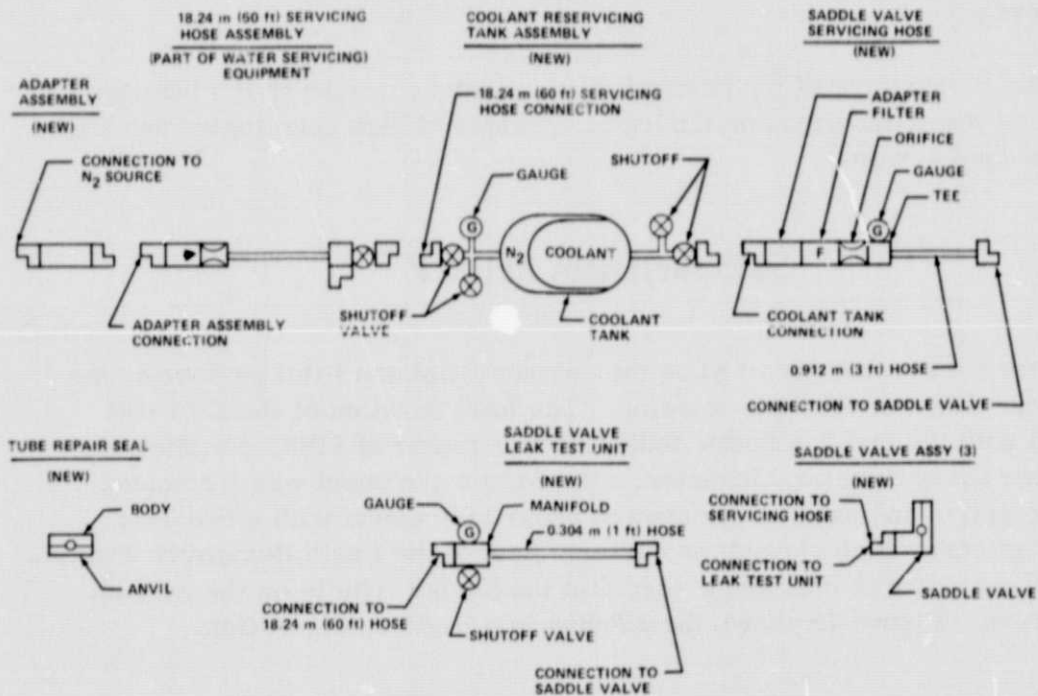 18.24 m (60 ft) SERVICING
HOSE ASSEMBLY
(PART OF WATER SERVICING)
EQUIPMENT
COOLANT RESERVICING
TANK ASSEMBLY
(NEW)
SADDLE VALVE
SERVICING HOSE
(NEW)
ADAPTER
ASSEMBLY
(NEW)
CONNECTION TO
N2 SOURCE
18.24 m (60 ft) SERVICING
HOSE CONNECTION
GAUGE
SHUTOFF
ADAPTER
FILTER
ORIFICE
GAUGE
TEE
G
G
N2
COOLANT
F
ADAPTER ASSEMBLY
CONNECTION
SHUTOFF
VALVE
COOLANT
TANK
COOLANT TANK
CONNECTION
0.912 m (3 ft) HOSE
CONNECTION TO SADDLE VALVE
TUBE REPAIR SEAL
(NEW)
BODY
ANVIL
SADDLE VALVE
LEAK TEST UNIT
(NEW)
GAUGE
MANIFOLD
0.304 m (1 ft) HOSE
G
CONNECTION TO
18.24 m (60 ft) HOSE
SHUTOFF VALVE
CONNECTION TO
SADDLE VALVE
SADDLE VALVE ASSY (3)
(NEW)
CONNECTION TO
SERVICING HOSE
CONNECTION TO
LEAK TEST UNIT
SADDLE VALVE